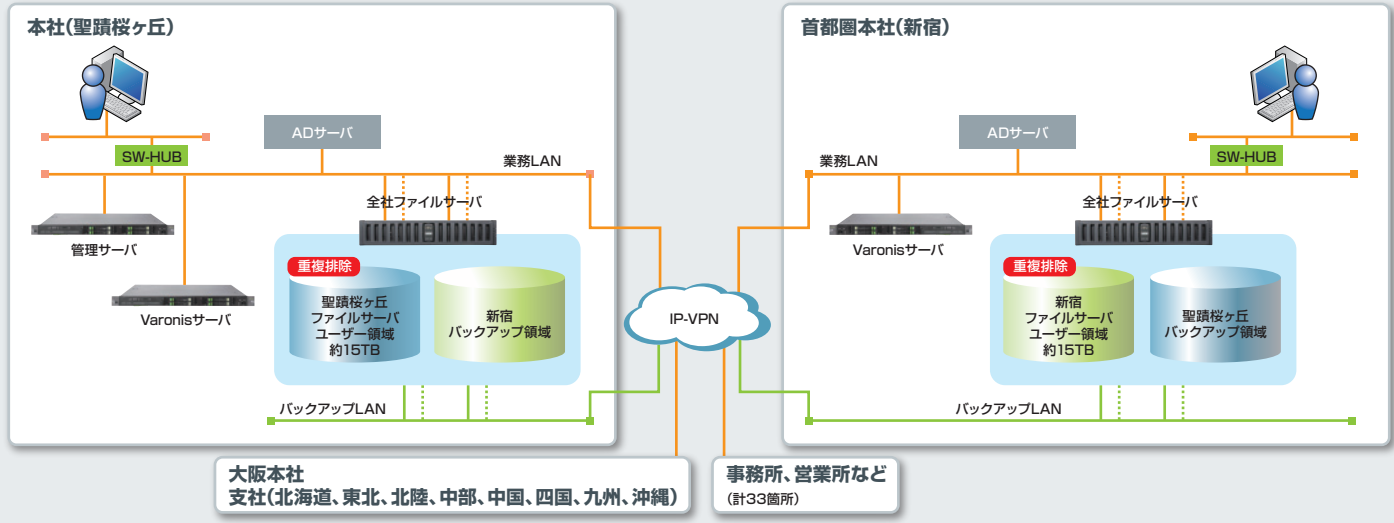 本社(聖蹟桜ヶ丘)
SW-HUB
ADサーバ
業務LAN
全社ファイルサーバ
管理サーバ
Varonisサーバ
重複排除
聖蹟桜ヶ丘
ファイルサーバ
ユーザー領域
約15TB
新宿
バックアップ領域
バックアップLAN
IP-VPN
首都圏本社(新宿)
ADサーバ
SW-HUB
業務LAN
全社ファイルサーバ
Varonisサーバ
重複排除
新宿
ファイルサーバ
ユーザー領域
約15TB
聖蹟桜ヶ丘
バックアップ領域
バックアップLAN
大阪本社
支社(北海道、東北、北陸、中部、中国、四国、九州、沖縄)
事務所、営業所など
(計33箇所)